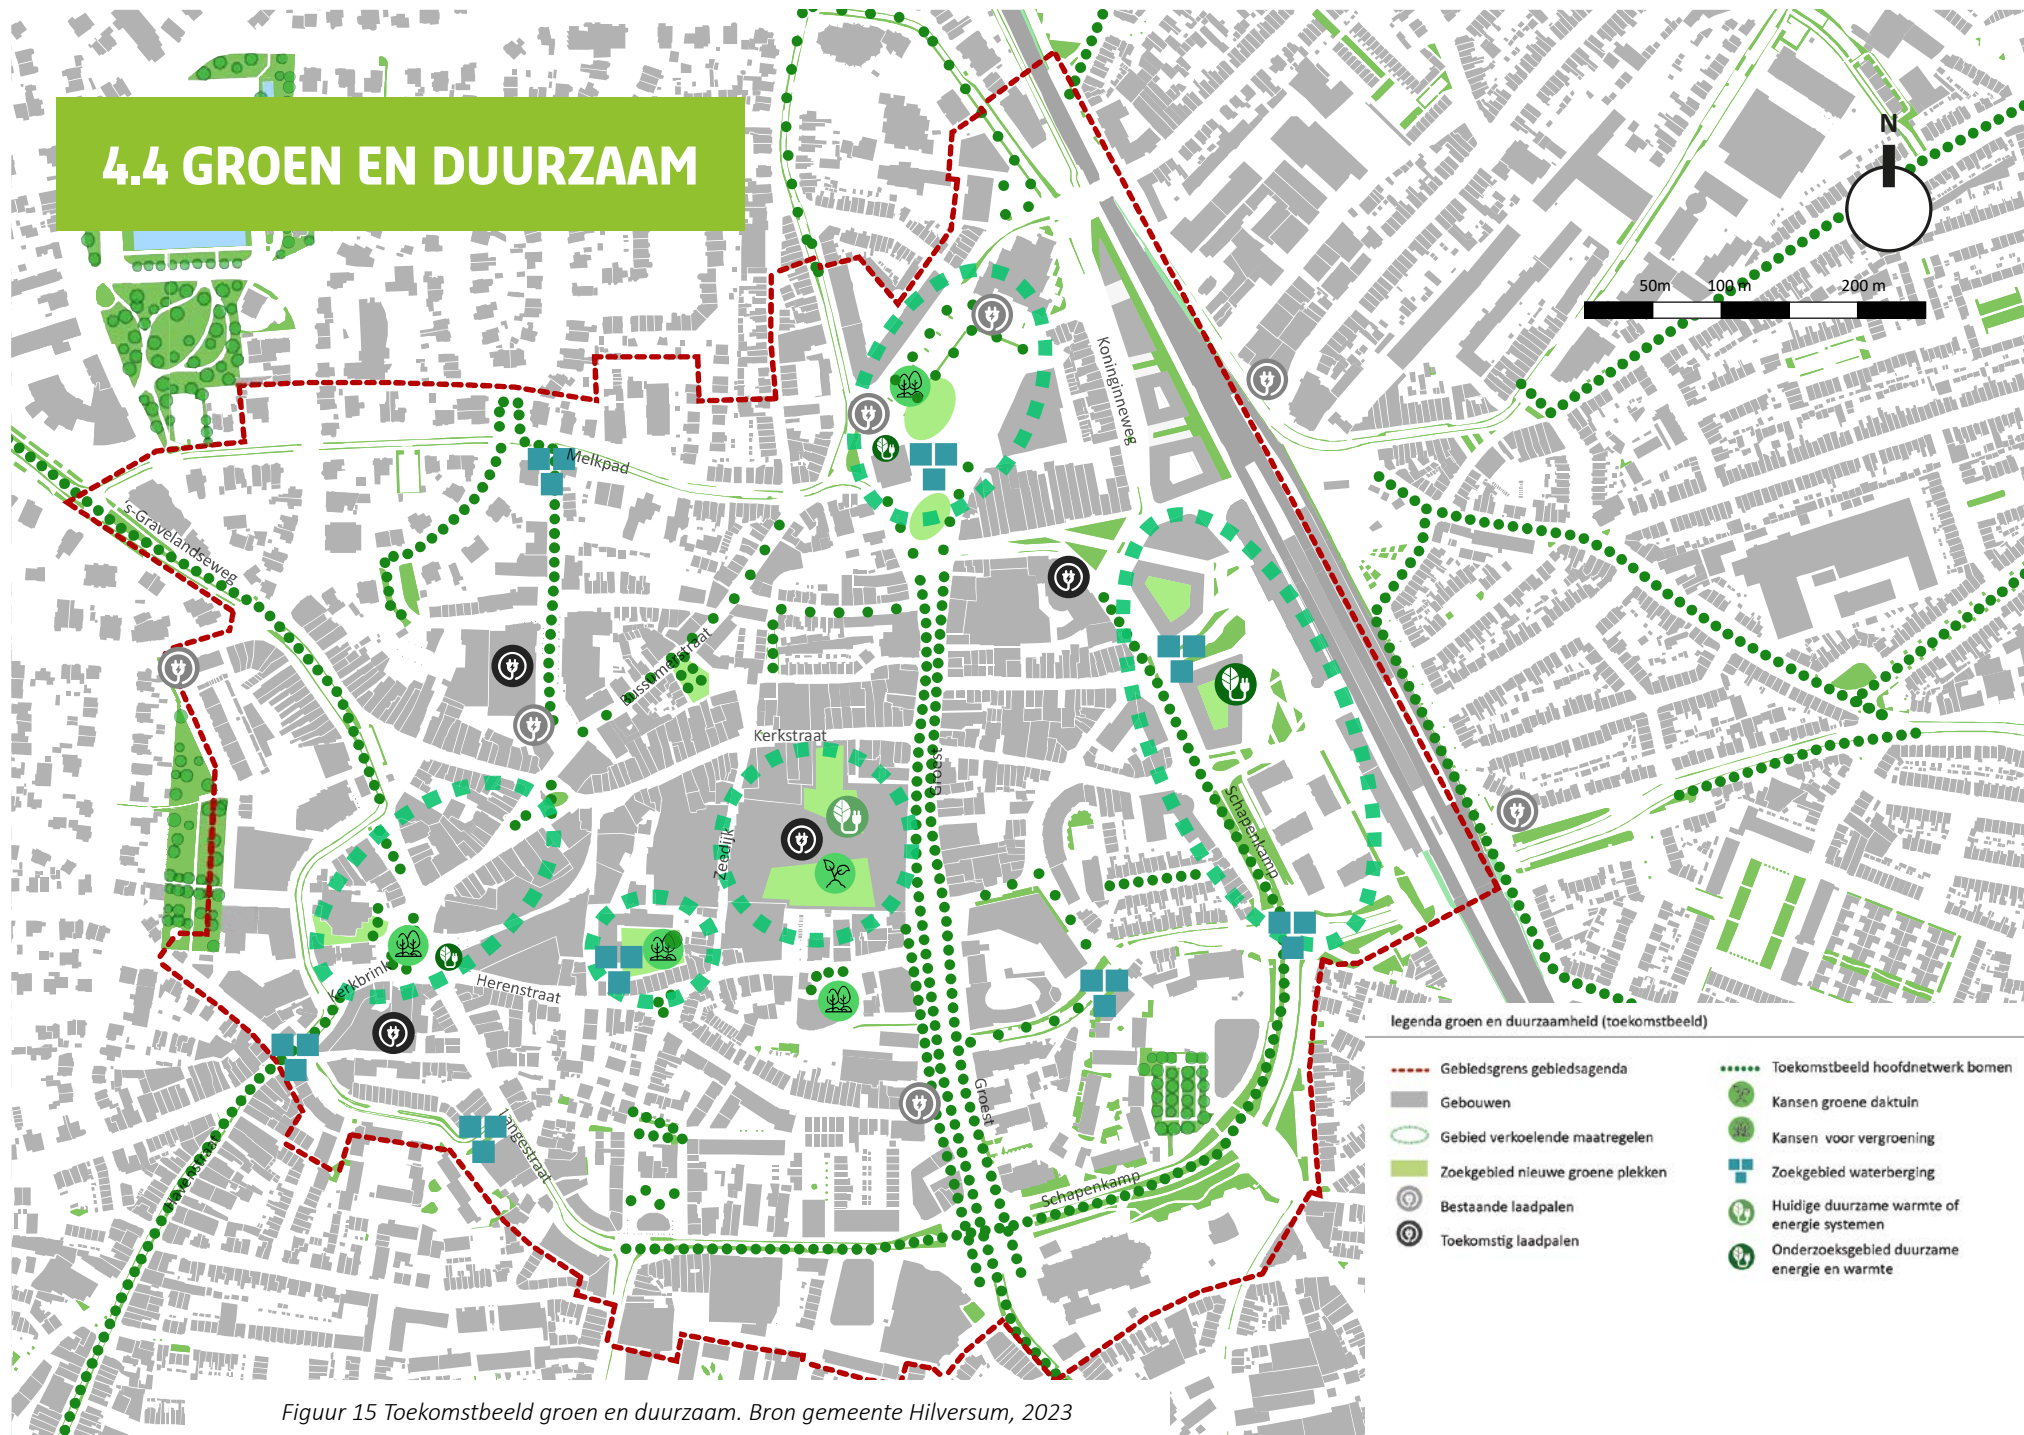 4.4 GROEN EN DUURZAAM
N
50m 100 m 200 m
Koninginneweg
Melkpad
's-Gravelandseweg
Bussumerstraat
Kerkstraat
Groest
Zeedijk
Schapenkamp
Kerkbrink
Herenstraat
Groest
Langestraat
Havenstraat
Schapenkamp
legenda groen en duurzaamheid (toekomstbeeld)
Gebiedsgrens gebiedsagenda
Gebouwen
Gebied verkoelende maatregelen
Zoekgebied nieuwe groene plekken
Bestaande laadpalen
Toekomstig laadpalen
Toekomstbeeld hoofdnetwerk bomen
Kansen groene daktuin
Kansen voor vergroening
Zoekgebied waterberging
Huidige duurzame warmte of
energie systemen
Onderzoeksgebied duurzame
energie en warmte
Figuur 15 Toekomstbeeld groen en duurzaam. Bron gemeente Hilversum, 2023